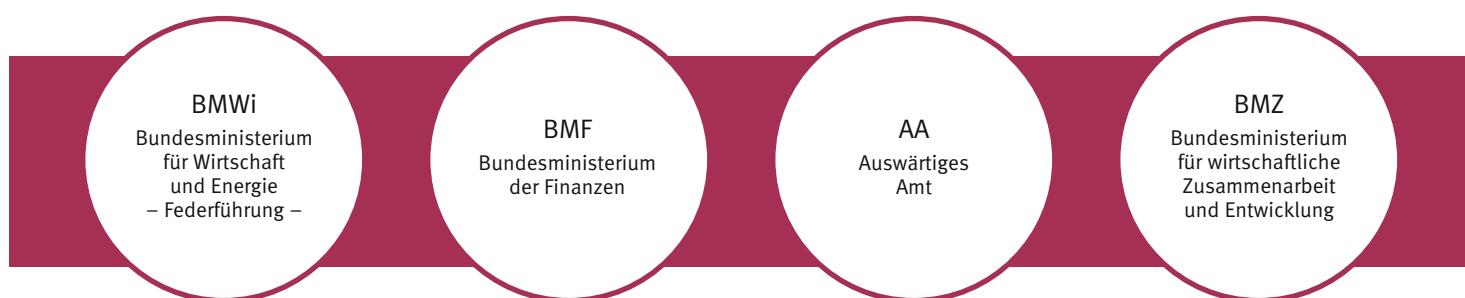 BMWi
Bundesministerium
für Wirtschaft
und Energie
– Federführung –
BMF
Bundesministerium
der Finanzen
AA
Auswärtiges
Amt
BMZ
Bundesministerium
für wirtschaftliche
Zusammenarbeit
und Entwicklung